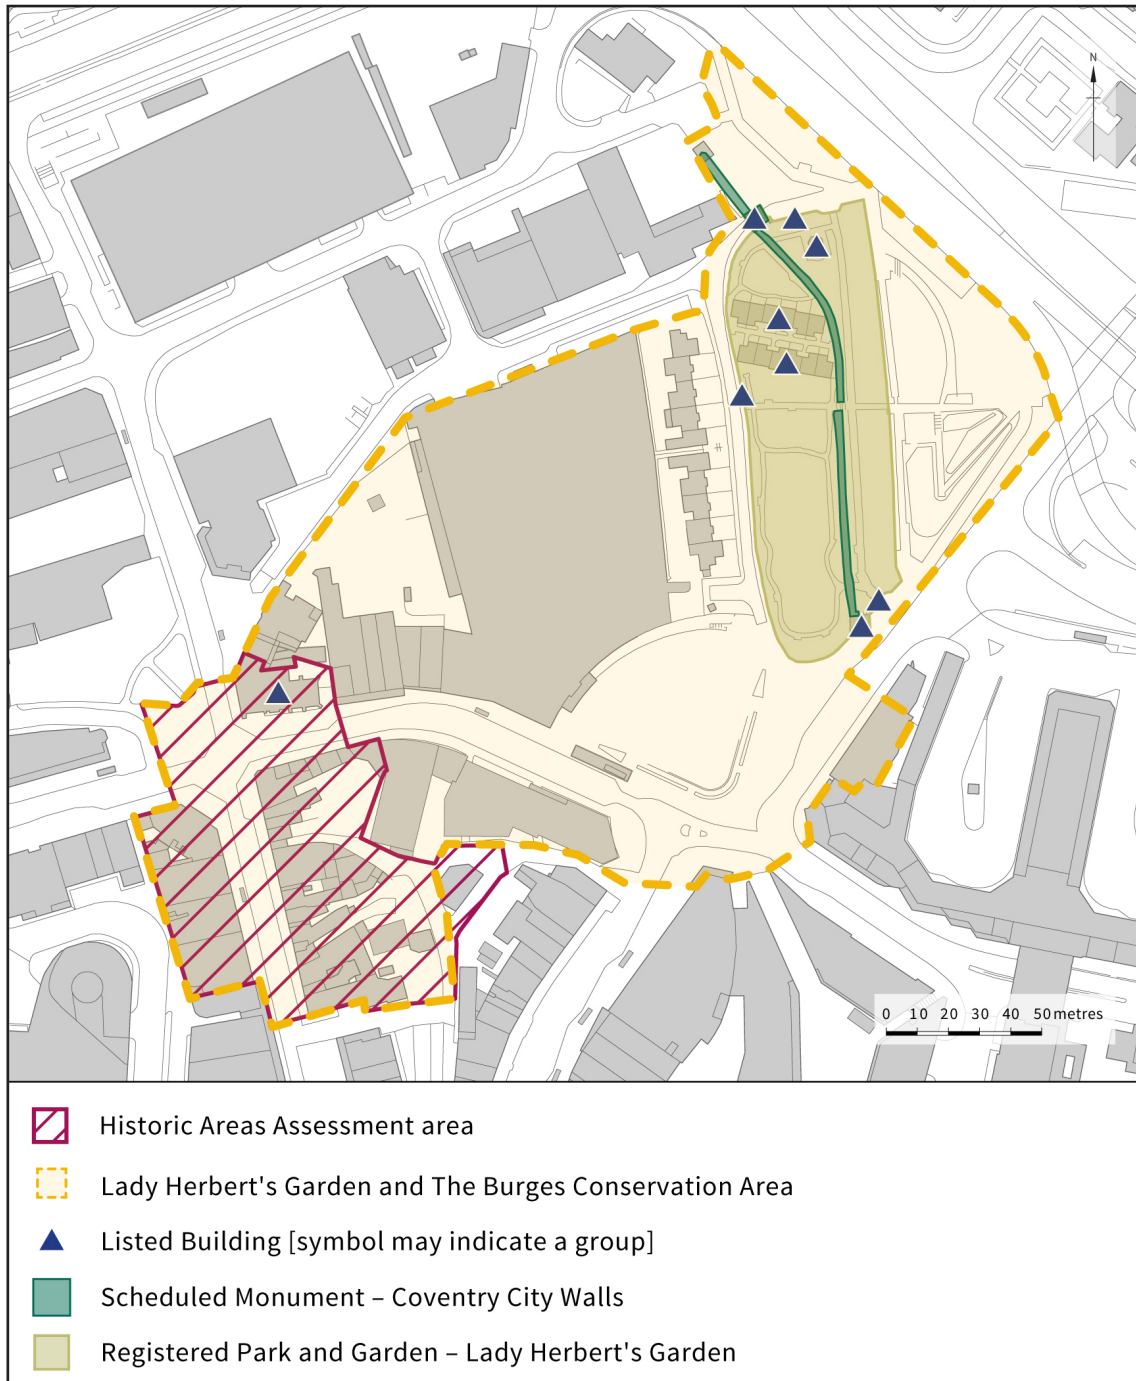 N
0 10 20 30 40 50 metres
Historic Areas Assessment area
Lady Herbert's Garden and The Burges Conservation Area
Listed Building [symbol may indicate a group]
Scheduled Monument – Coventry City Walls
Registered Park and Garden – Lady Herbert's Garden